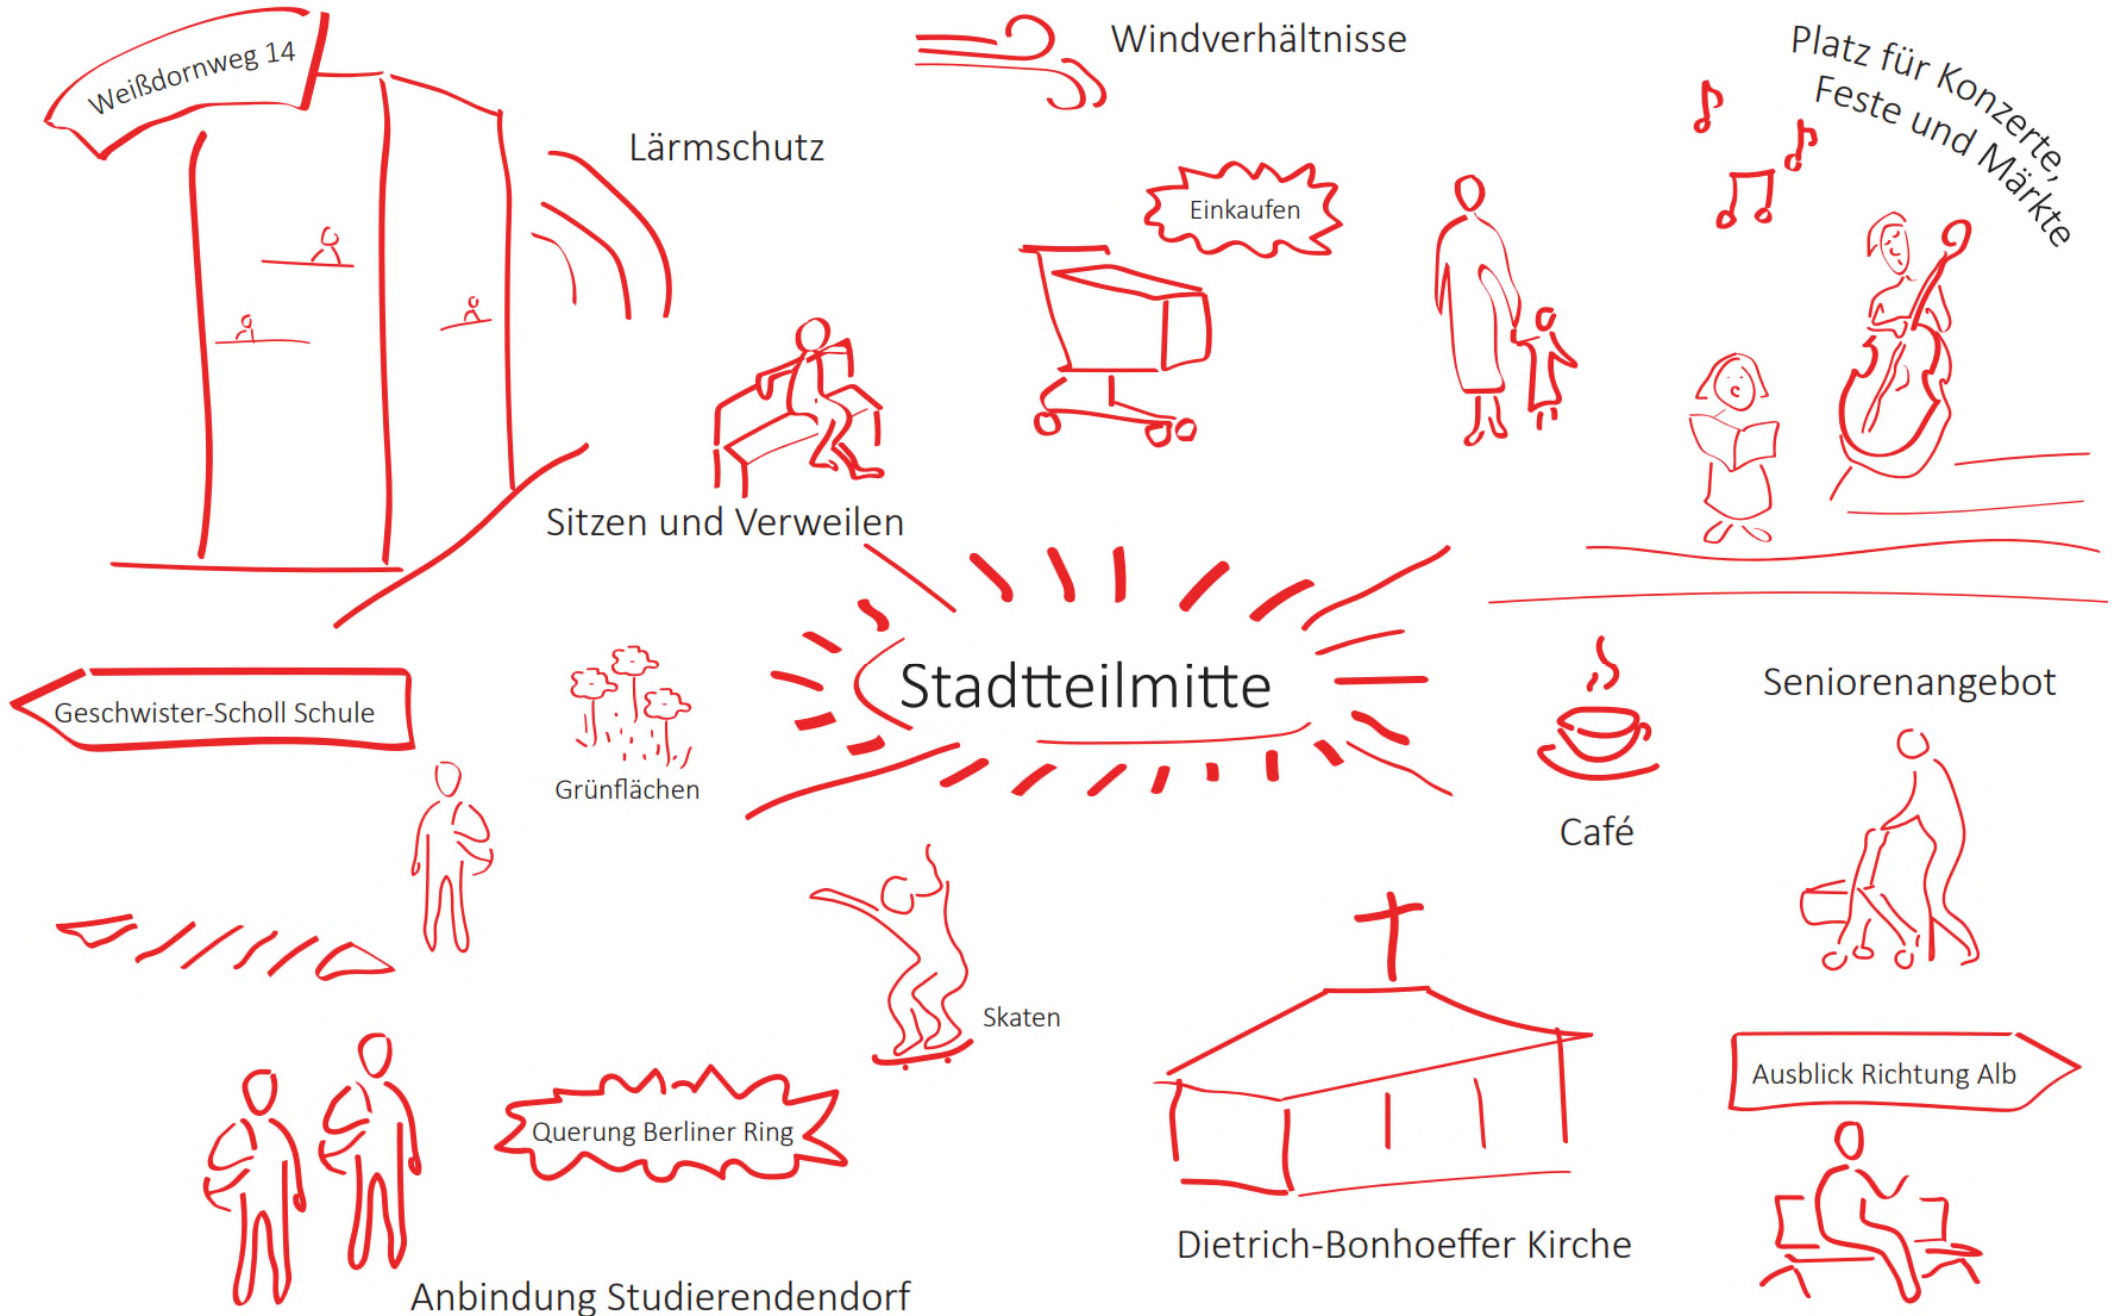 Weißdornweg 14
Windverhältnisse
Platz für Konzerte,
Feste und Märkte
Lärmschutz
Einkaufen
Sitzen und Verweilen
Stadtteilmitte
Seniorenangebot
Geschwister-Scholl Schule
Grünflächen
Café
Skaten
Ausblick Richtung Alb
Querung Berliner Ring
Dietrich-Bonhoeffer Kirche
Anbindung Studierendendorf